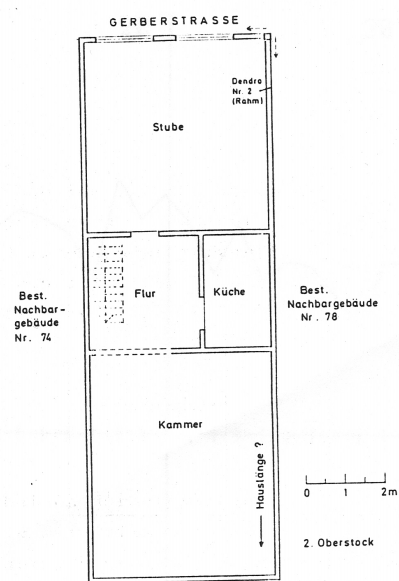 GERBERSTRASSE
Dendro
Nr. 2
(Rahm)
Stube
Best.
Nachbar-
gebäude
Nr. 74
Flur
Küche
Best.
Nachbargebäude
Nr. 78
Kammer
Hauslänge ?
0 1 2m
2. Oberstock